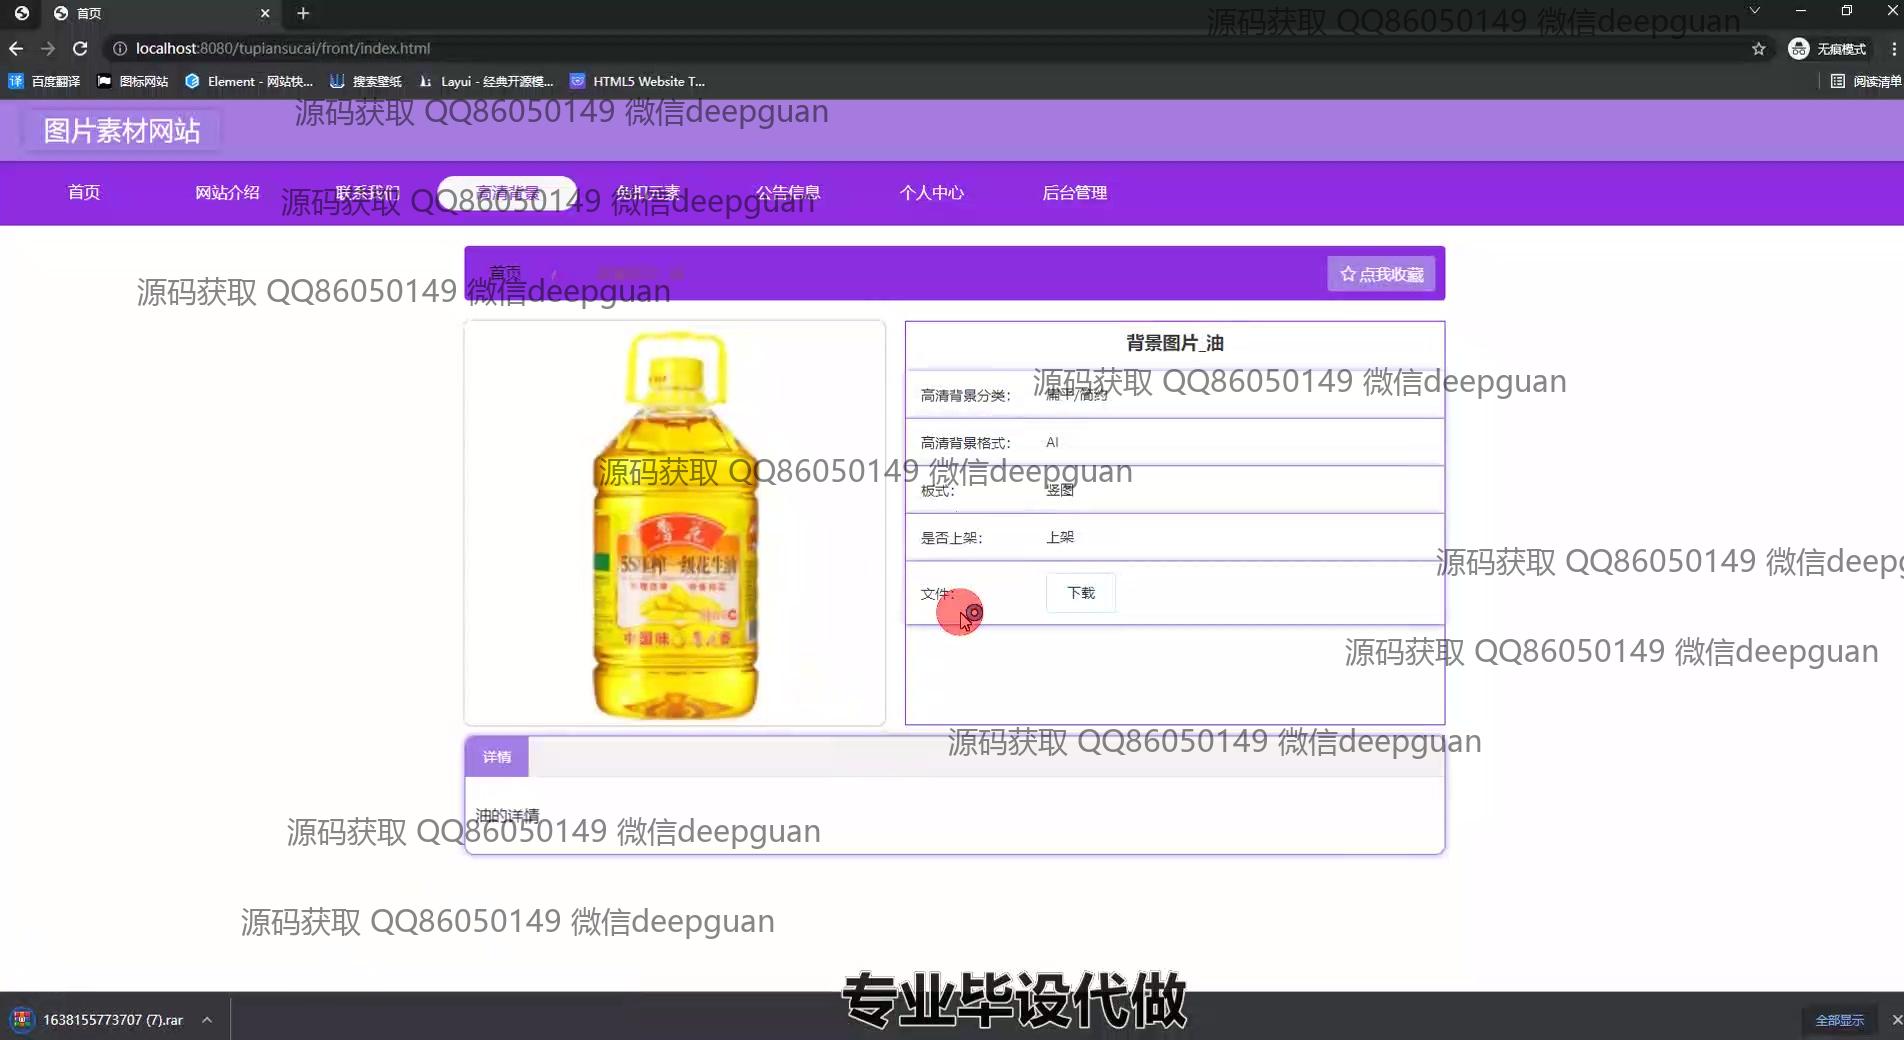 首页
localhost:8080/tupiansucai/front/index.html
无痕模式
百度翻译 图标网站 Element - 网站快... 搜索壁纸 Layui - 经典开源模... HTML5 Website T...
阅读清单
源码获取 QQ86050149 微信deepguan
源码获取 QQ86050149 微信deepguan
图片素材网站
首页 网站介绍 联系我们 高清背景 免扣元素 公告信息 个人中心 后台管理
源码获取 QQ86050149 微信deepguan
首页
点我收藏
源码获取 QQ86050149 微信deepguan
背景图片_油
高清背景分类: 扁平/简约
源码获取 QQ86050149 微信deepguan
高清背景格式: AI
源码获取 QQ86050149 微信deepguan
板式: 竖图
是否上架: 上架
鲁花
5S压榨一级花生油
中国味
源码获取 QQ86050149 微信deep
文件: 下载
源码获取 QQ86050149 微信deepguan
源码获取 QQ86050149 微信deepguan
详情
油的详情
源码获取 QQ86050149 微信deepguan
源码获取 QQ86050149 微信deepguan
专业毕设代做
1638155773707 (7).rar
全部显示